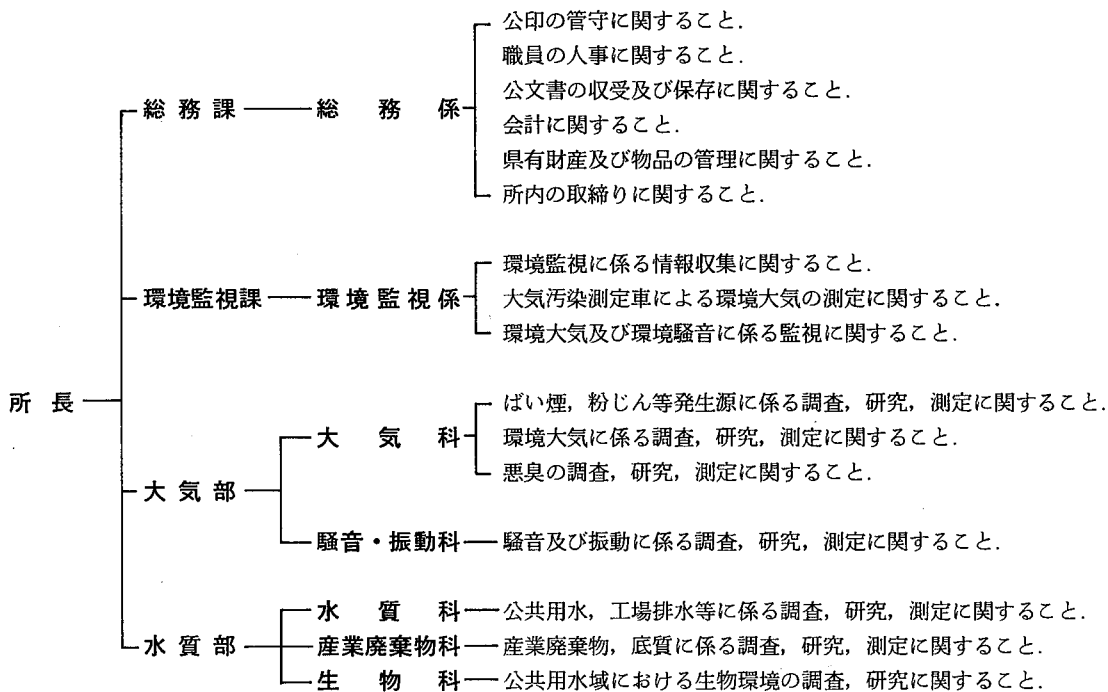 公印の管守に関すること.
職員の人事に関すること.
公文書の収受及び保存に関すること.
総務課 総務係
会計に関すること.
県有財産及び物品の管理に関すること.
所内の取締りに関すること.
環境監視に係る情報収集に関すること.
環境監視課 環境監視係 大気汚染測定車による環境大気の測定に関すること.
環境大気及び環境騒音に係る監視に関すること.
所長
ばい煙,粉じん等発生源に係る調査,研究,測定に関すること.
大気科 環境大気に係る調査,研究,測定に関すること.
悪臭の調査,研究,測定に関すること.
大気部
騒音・振動科 騒音及び振動に係る調査,研究,測定に関すること.
水質科 公共用水,工場排水等に係る調査,研究,測定に関すること.
水質部 産業廃棄物科 産業廃棄物,底質に係る調査,研究,測定に関すること.
生物科 公共用水域における生物環境の調査,研究に関すること.